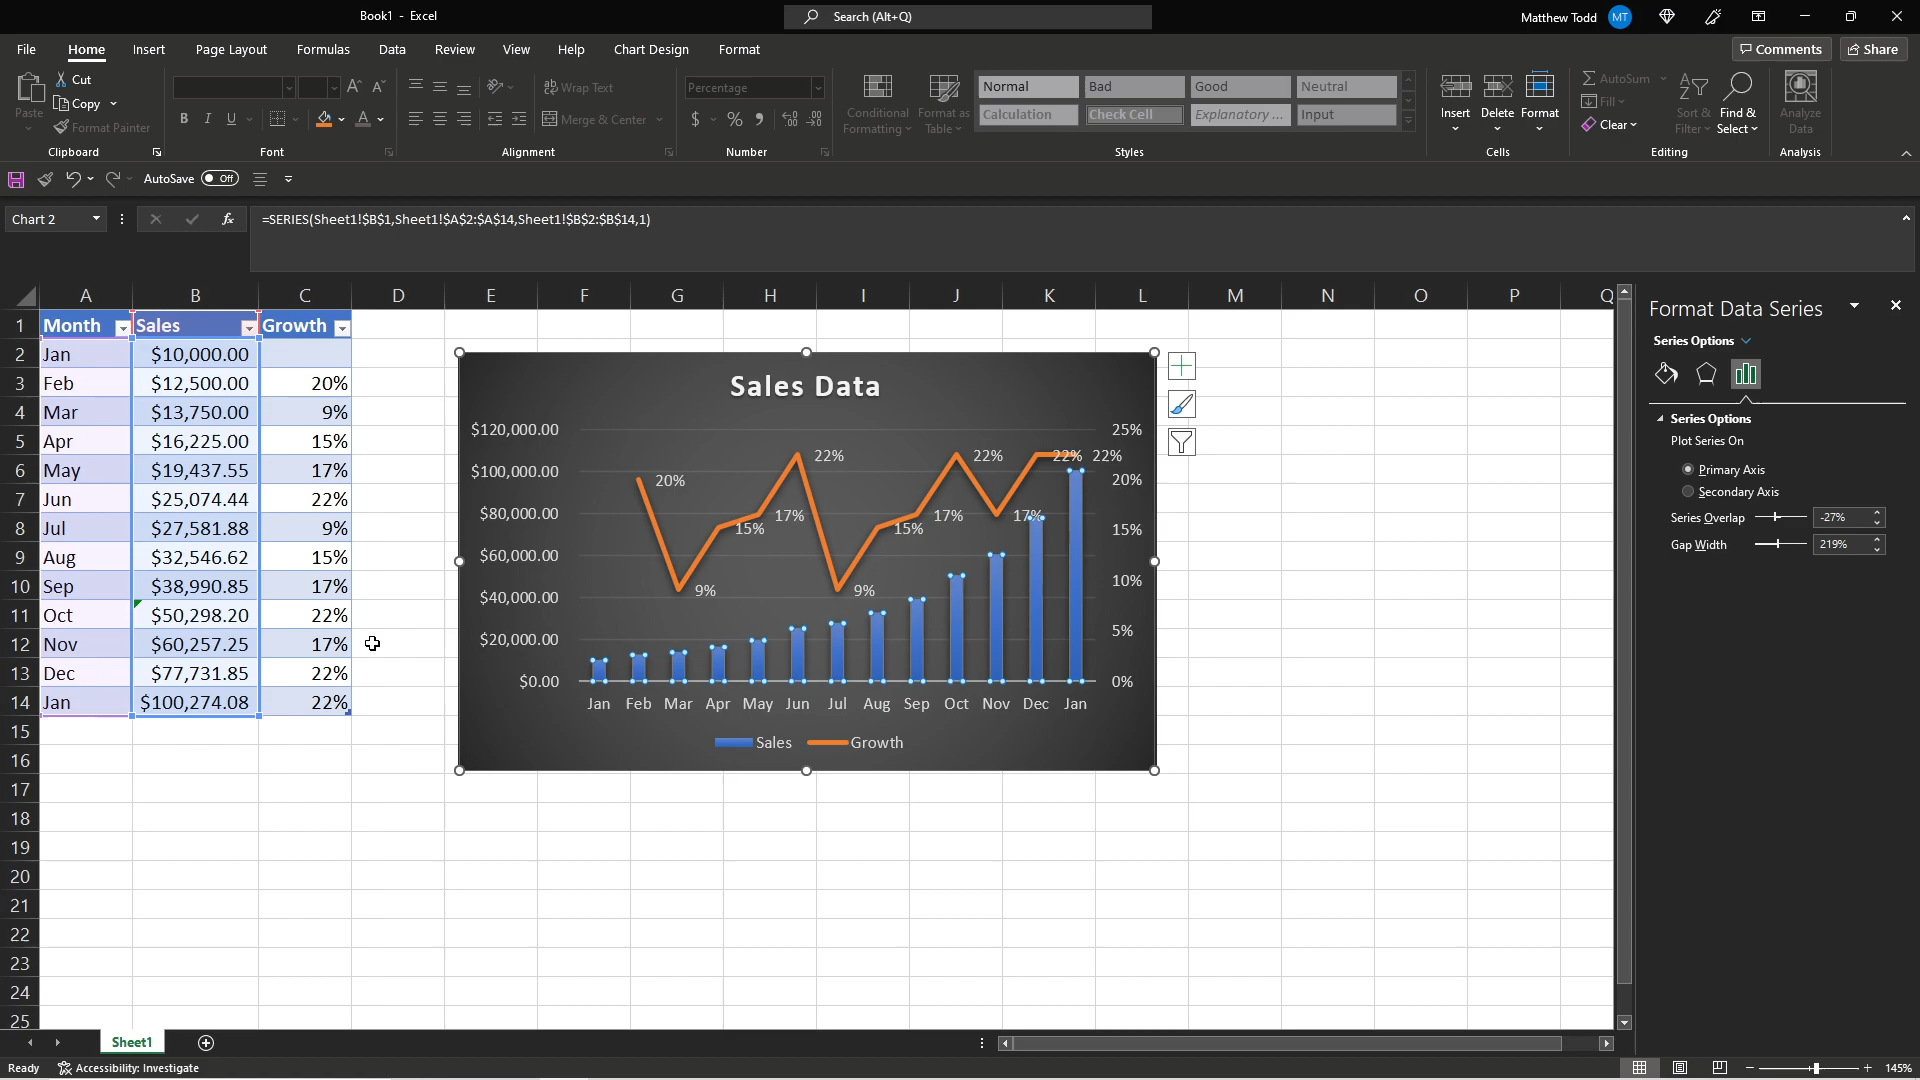 Book1 - Excel
Search (Alt+Q)
Matthew Todd MT
File Home Insert Page Layout Formulas Data Review View Help Chart Design Format
Comments Share
Paste
Cut
Copy
Format Painter
Clipboard
B I U
Font
Wrap Text
Merge & Center
Alignment
Percentage
$ % 9
Number
Conditional Formatting
Format as Table
Normal Bad Good Neutral
Calculation Check Cell Explanatory ... Input
Styles
Insert Delete Format
Cells
AutoSum
Fill
Clear
Sort & Filter
Find & Select
Editing
Analyze Data
Analysis
AutoSave Off
Chart 2
fx
=SERIES(Sheet1!$B$1,Sheet1!$A$2:$A$14,Sheet1!$B$2:$B$14,1)
A B C D E F G H I J K L M N O P Q
1 Month Sales Growth
2 Jan $10,000.00
3 Feb $12,500.00 20%
4 Mar $13,750.00 9%
5 Apr $16,225.00 15%
6 May $19,437.55 17%
7 Jun $25,074.44 22%
8 Jul $27,581.88 9%
9 Aug $32,546.62 15%
10 Sep $38,990.85 17%
11 Oct $50,298.20 22%
12 Nov $60,257.25 17%
13 Dec $77,731.85 22%
14 Jan $100,274.08 22%
15
16
17
18
19
20
21
22
23
24
25
Sales Data
$120,000.00
$100,000.00
$80,000.00
$60,000.00
$40,000.00
$20,000.00
$0.00
20% 9% 15% 17% 22% 9% 15% 17% 22% 17% 22% 22%
25%
20%
15%
10%
5%
0%
Jan Feb Mar Apr May Jun Jul Aug Sep Oct Nov Dec Jan
Sales Growth
Format Data Series
Series Options
Series Options
Plot Series On
Primary Axis
Secondary Axis
Series Overlap -27%
Gap Width 219%
Sheet1
Ready Accessibility: Investigate
145%